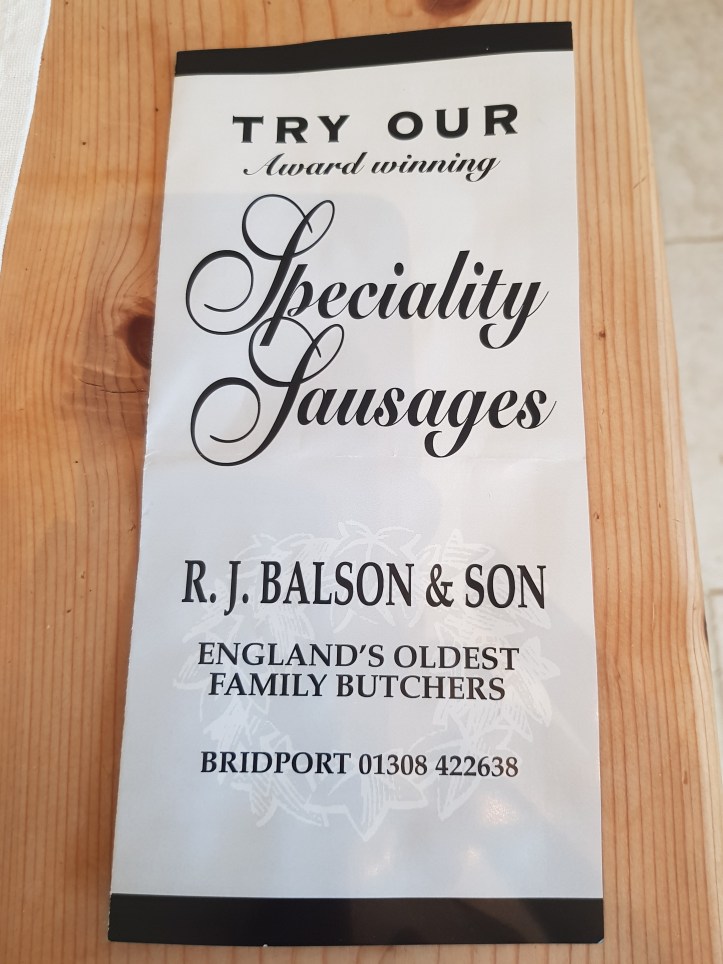 TRY OUR
Award winning
Speciality
Sausages
R. J. BALSON & SON
ENGLAND'S OLDEST
FAMILY BUTCHERS
BRIDPORT 01308 422638